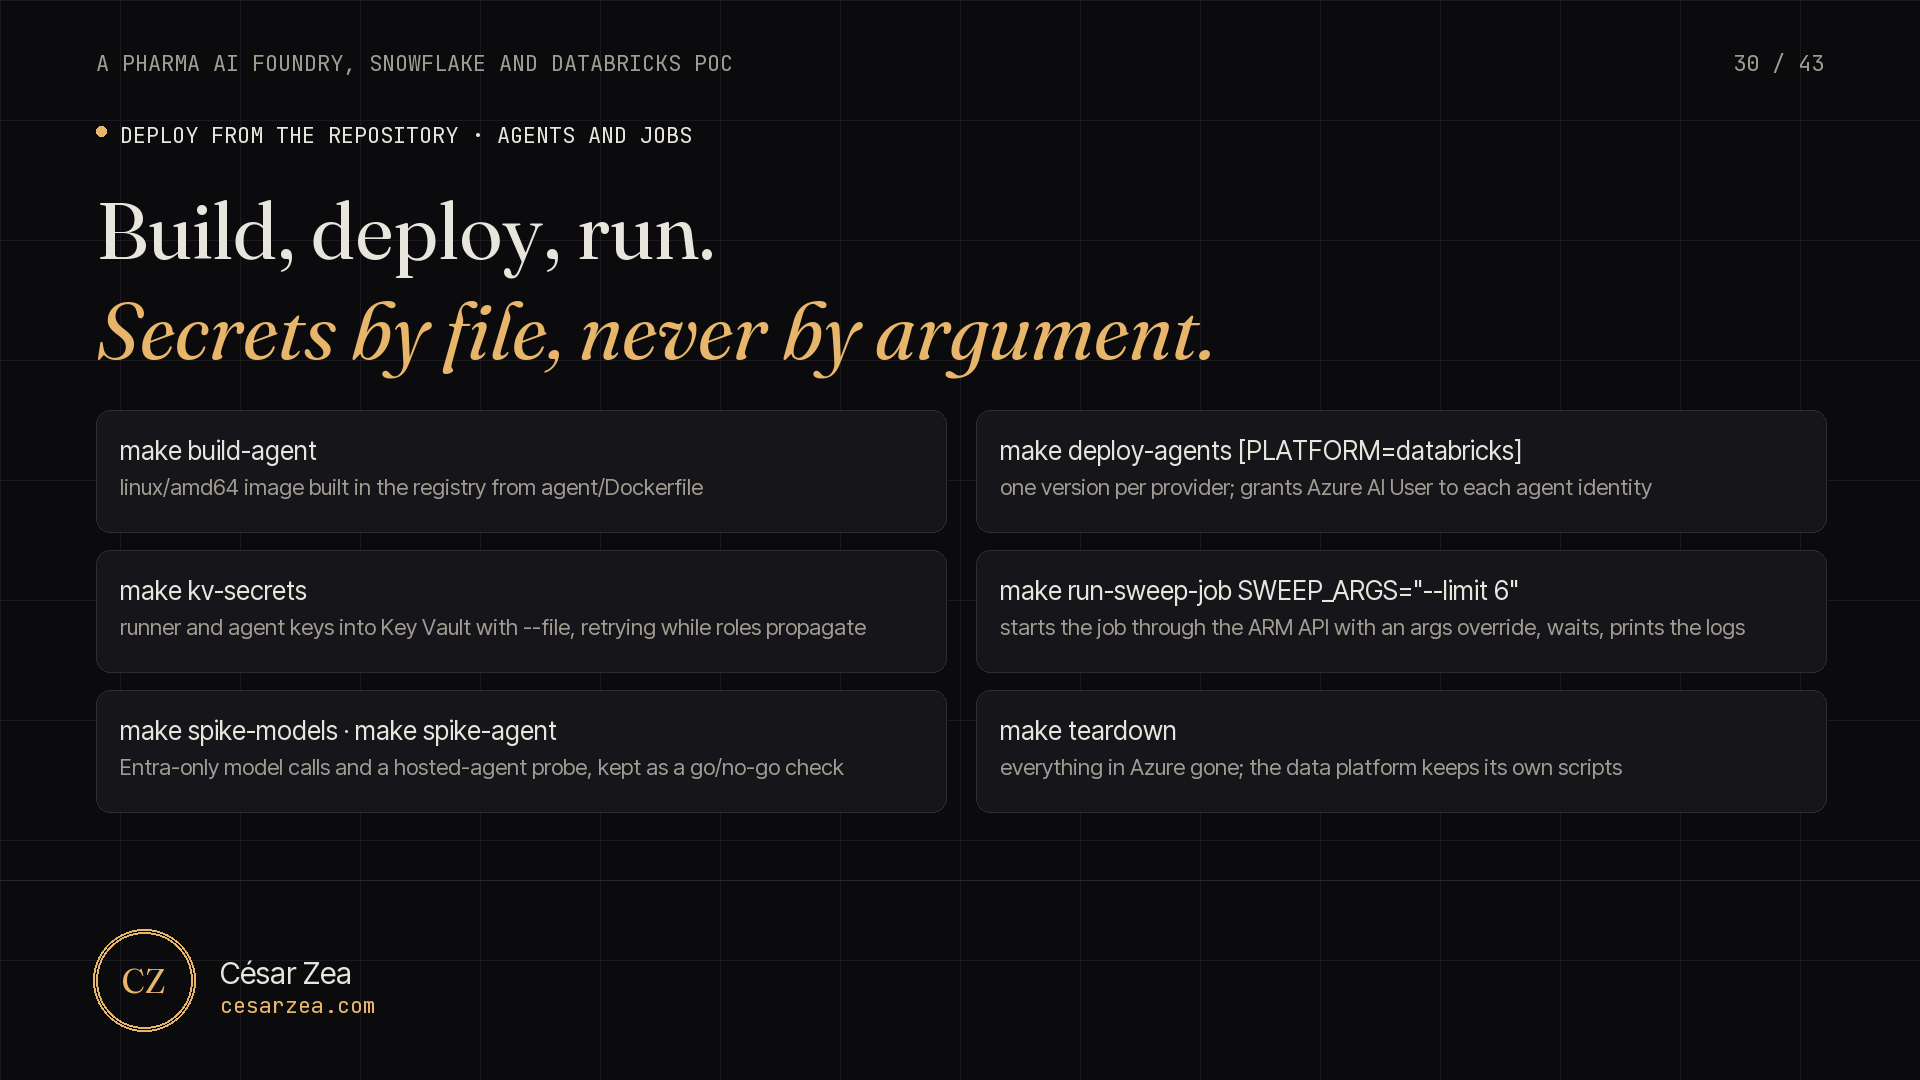 A PHARMA AI FOUNDRY, SNOWFLAKE AND DATABRICKS POC
30 / 43
DEPLOY FROM THE REPOSITORY · AGENTS AND JOBS
Build, deploy, run.
Secrets by file, never by argument.
make build-agent
linux/amd64 image built in the registry from agent/Dockerfile
make deploy-agents [PLATFORM=databricks]
one version per provider; grants Azure AI User to each agent identity
make kv-secrets
runner and agent keys into Key Vault with --file, retrying while roles propagate
make run-sweep-job SWEEP_ARGS="--limit 6"
starts the job through the ARM API with an args override, waits, prints the logs
make spike-models · make spike-agent
Entra-only model calls and a hosted-agent probe, kept as a go/no-go check
make teardown
everything in Azure gone; the data platform keeps its own scripts
CZ
César Zea
cesarzea.com